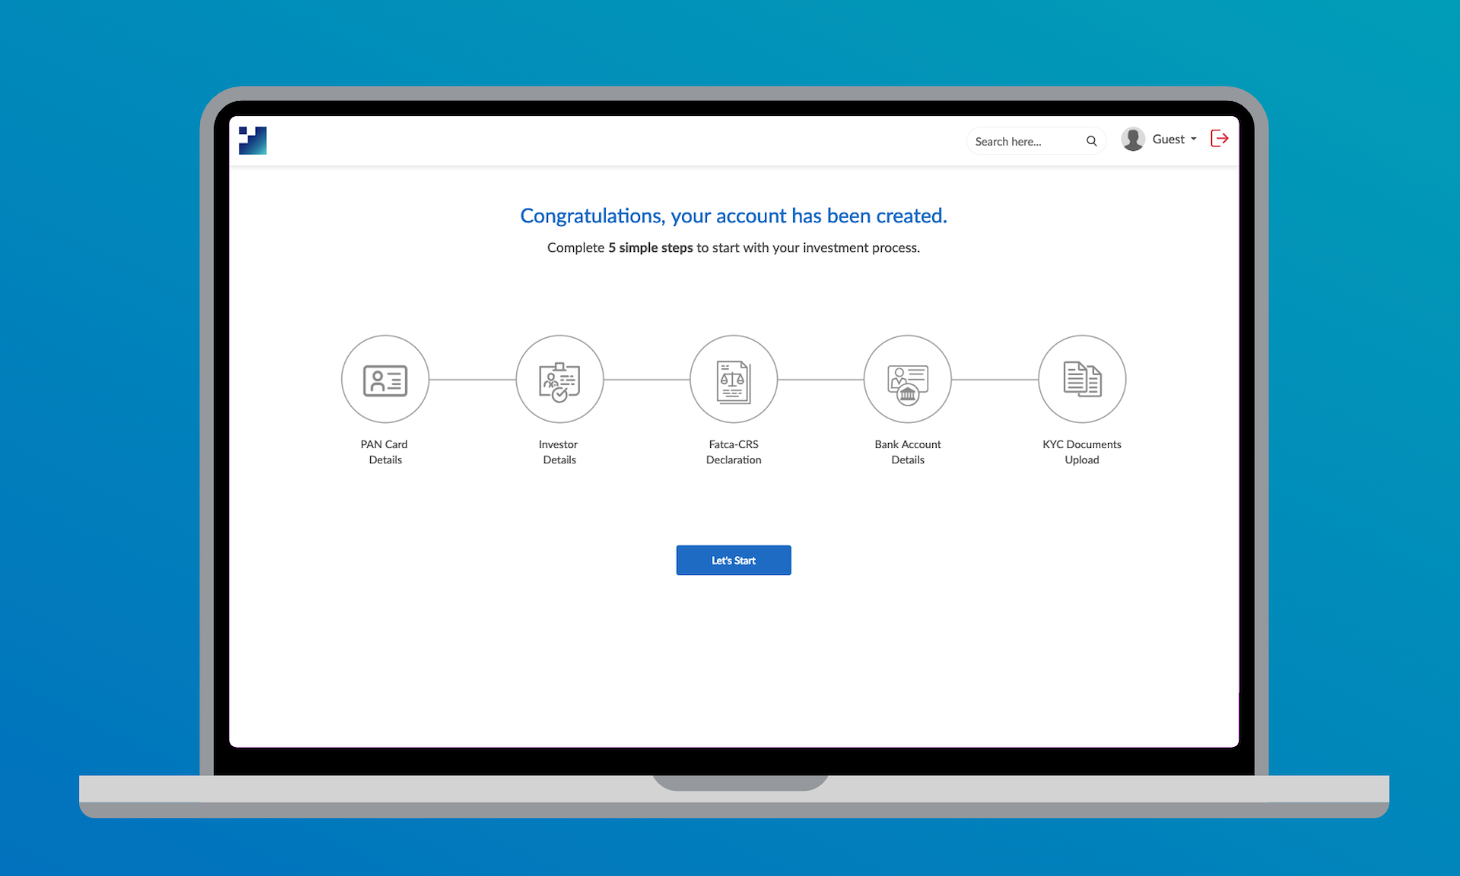 Search here...
Guest
Congratulations, your account has been created.
Complete 5 simple steps to start with your investment process.
PAN Card
Details
Investor
Details
Fatca-CRS
Declaration
Bank Account
Details
KYC Documents
Upload
Let's Start